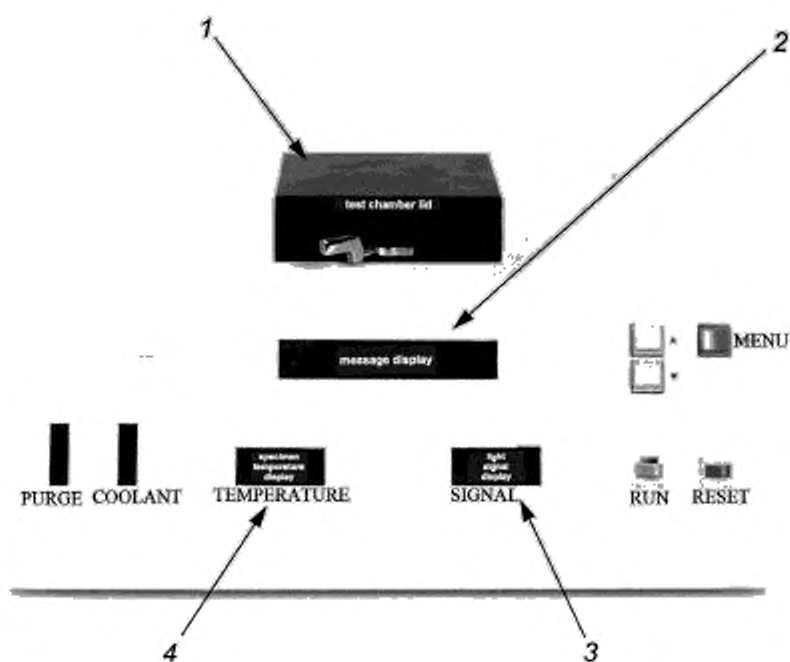 1
2
test chamber lid
message display
MENU
specimen
temperature
display
light
signal
display
PURGE COOLANT TEMPERATURE SIGNAL RUN RESET
4
3